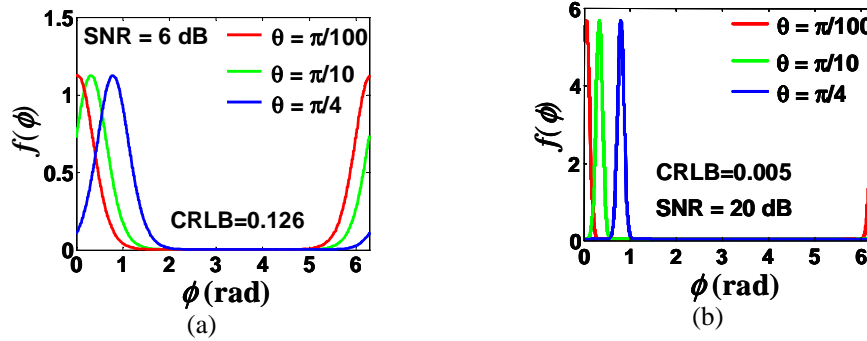 1.5
1
0.5
0
f(ϕ)
SNR = 6 dB
θ = π/100
θ = π/10
θ = π/4
CRLB=0.126
0 1 2 3 4 5 6
ϕ (rad)
(a)
6
4
2
0
f(ϕ)
θ = π/100
θ = π/10
θ = π/4
CRLB=0.005
SNR = 20 dB
0 1 2 3 4 5 6
ϕ (rad)
(b)